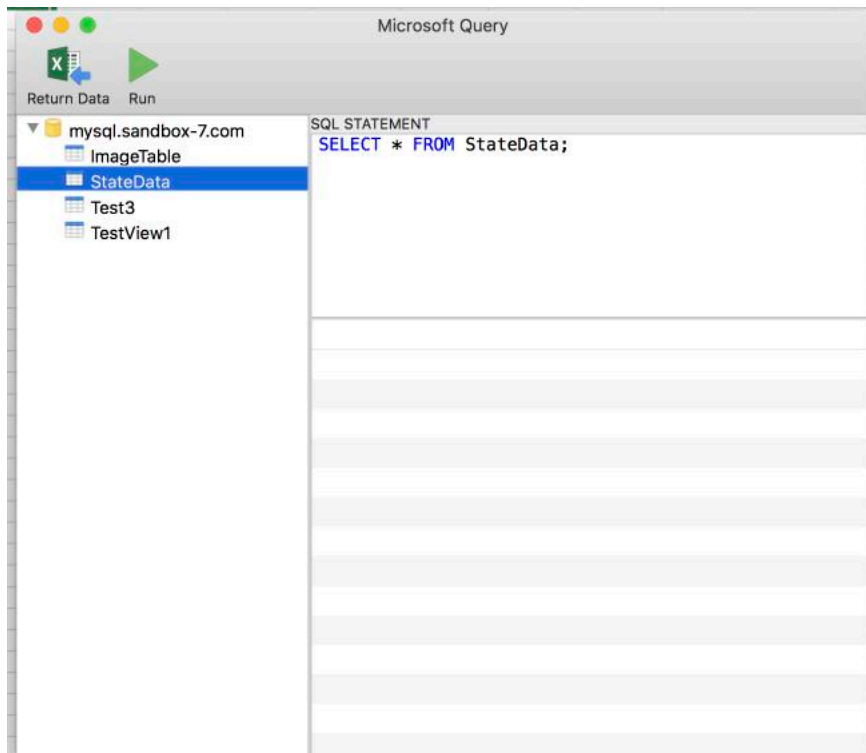 Microsoft Query
Return Data
Run
mysql.sandbox-7.com
ImageTable
StateData
Test3
TestView1
SQL STATEMENT
SELECT * FROM StateData;